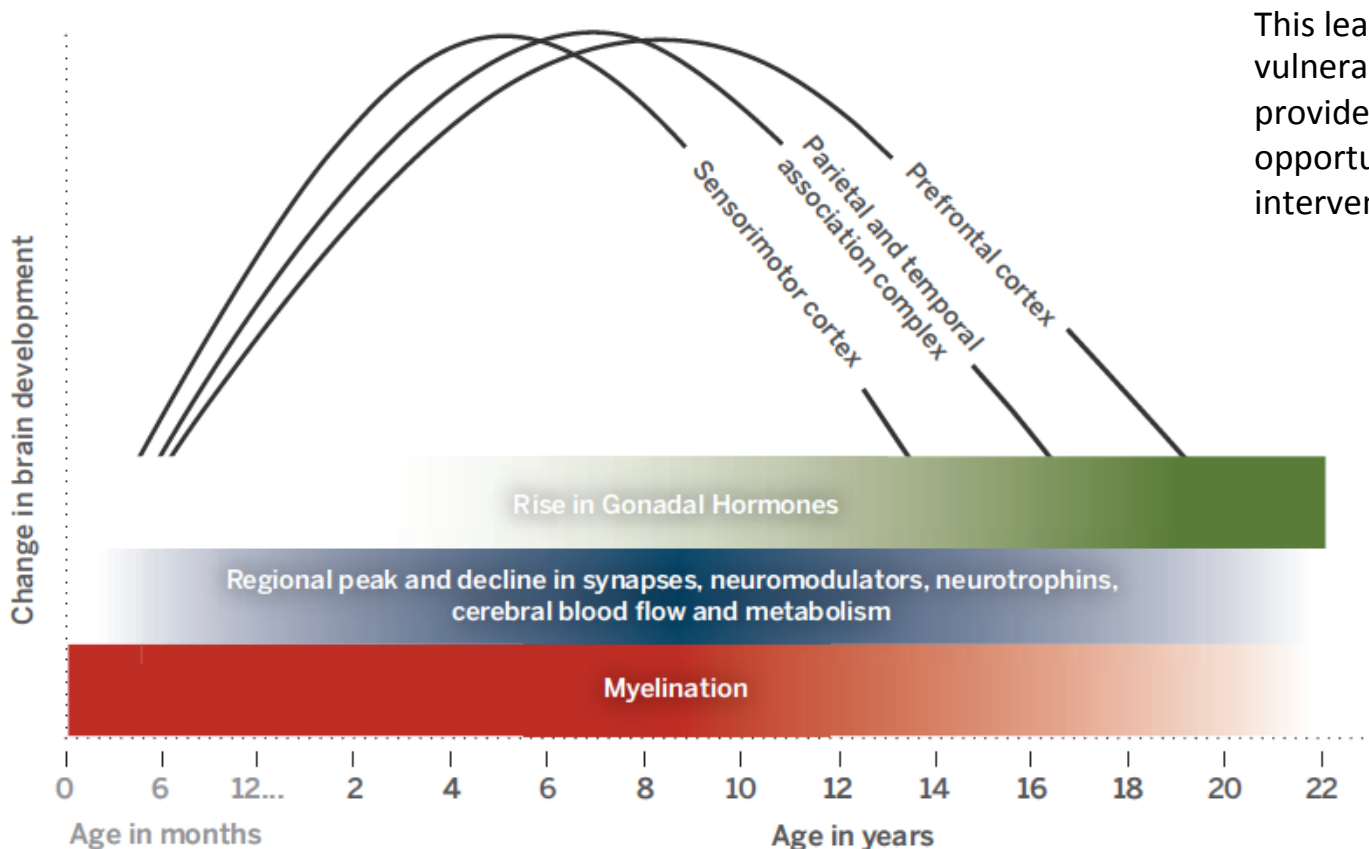 This lea
vulnera
provide
opportu
interver
Change in brain development
Sensorimotor cortex
Parietal and temporal
association complex
Prefrontal cortex
Rise in Gonadal Hormones
Regional peak and decline in synapses, neuromodulators, neurotrophins,
cerebral blood flow and metabolism
Myelination
0 6 12... 2 4 6 8 10 12 14 16 18 20 22
Age in months Age in years